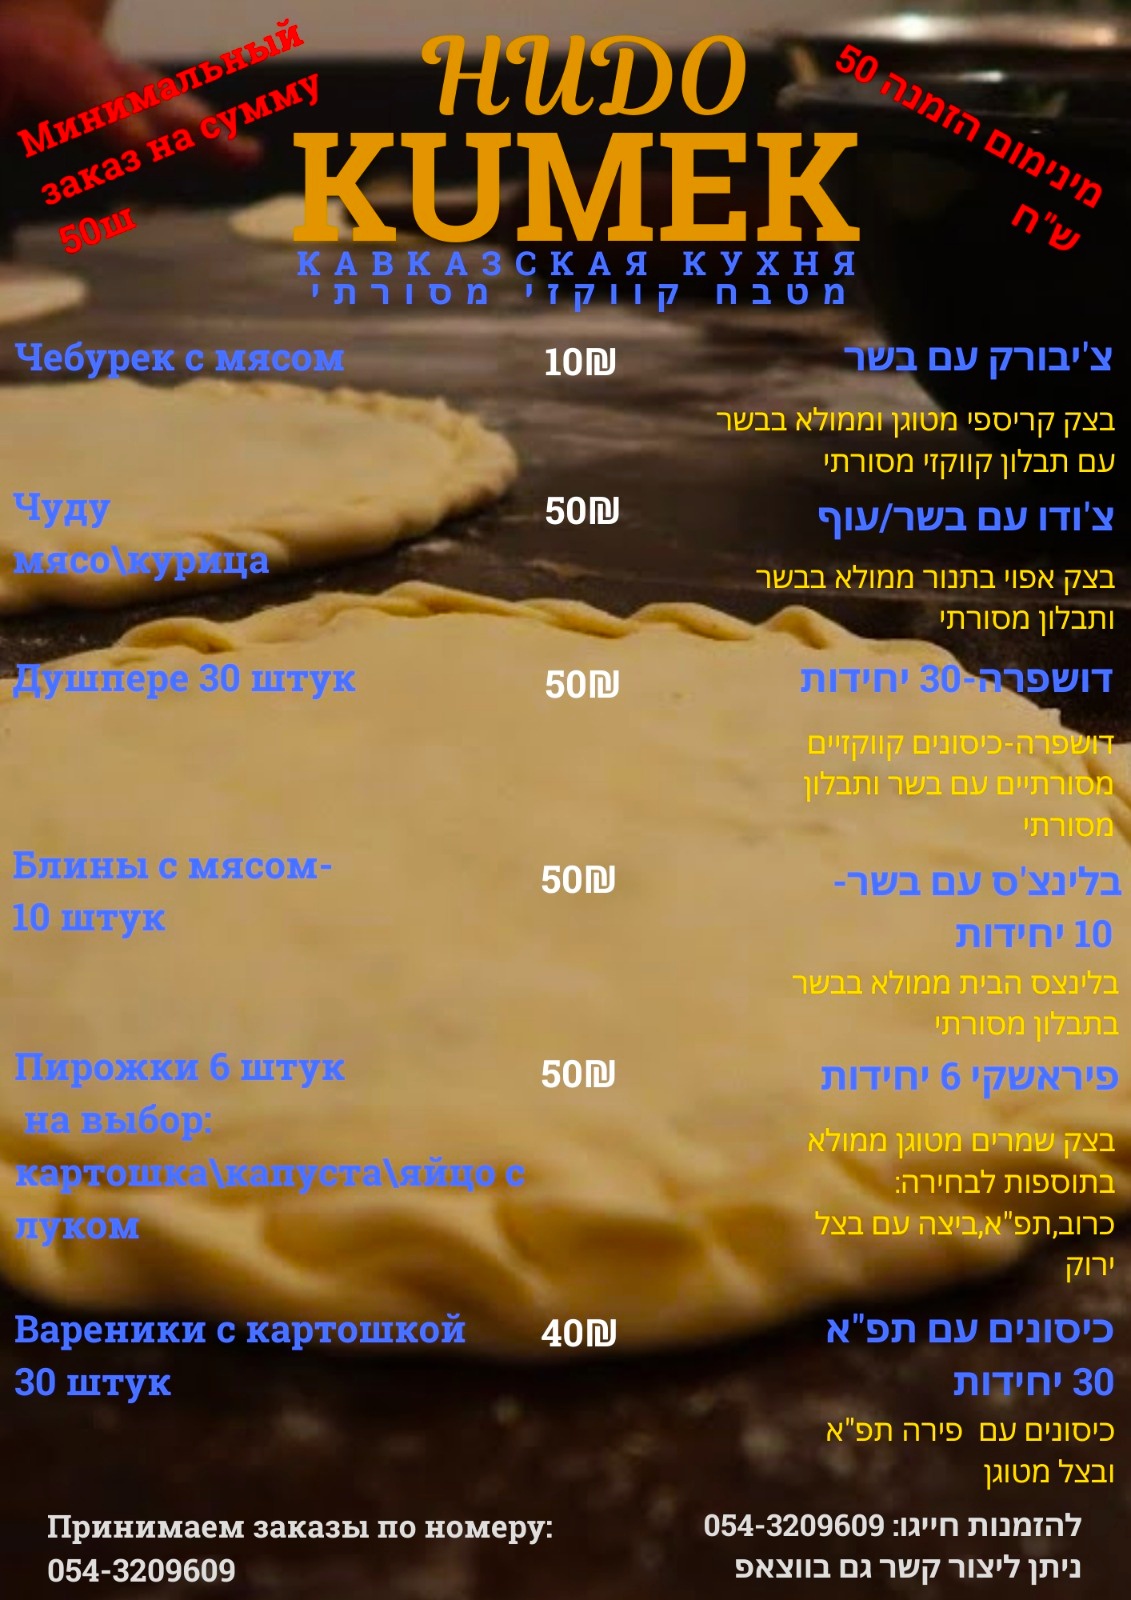 Минимальный
заказ на сумму
50ш
HUDO
KUMEK
КАВКАЗСКАЯ КУХНЯ
מטבח קווקזי מסורתי
מינימום הזמנה 50
ש"ח
Чебурек с мясом
10₪
צ'יבורק עם בשר
בצק קריספי מטוגן וממולא בבשר
עם תבלון קווקזי מסורתי
Чуду
мясо\курица
50₪
צ'ודו עם בשר/עוף
בצק אפוי בתנור ממולא בבשר
ותבלון מסורתי
Душпере 30 штук
50₪
דושפרה-30 יחידות
דושפרה-כיסונים קווקזיים
מסורתיים עם בשר ותבלון
מסורתי
Блины с мясом-
10 штук
50₪
בלינצ'ס עם בשר-
10 יחידות
בלינצס הבית ממולא בבשר
בתבלון מסורתי
Пирожки 6 штук
на выбор:
картошка\капуста\яйцо с
луком
50₪
פיראשקי 6 יחידות
בצק שמרים מטוגן ממולא
בתוספות לבחירה:
כרוב,תפ"א,ביצה עם בצל
ירוק
Вареники с картошкой
30 штук
40₪
כיסונים עם תפ"א
30 יחידות
כיסונים עם פירה תפ"א
ובצל מטוגן
Принимаем заказы по номеру:
054-3209609
להזמנות חייגו: 054-3209609
ניתן ליצור קשר גם בווצאפ